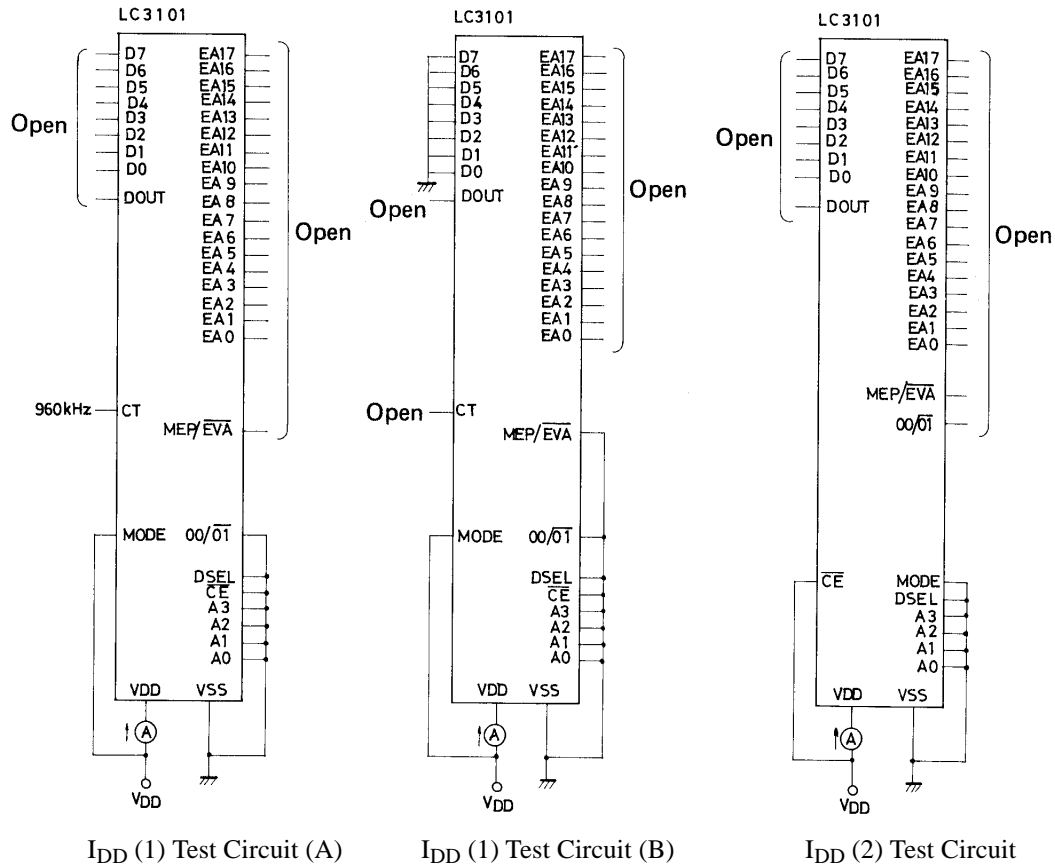 LC3101
D7
D6
D5
D4
D3
D2
D1
D0
DOUT
Open
EA17
EA16
EA15
EA14
EA13
EA12
EA11
EA10
EA9
EA8
EA7
EA6
EA5
EA4
EA3
EA2
EA1
EA0
Open
960kHz
CT
MEP/EVA
MODE
00/01
DSEL
CE
A3
A2
A1
A0
VDD
VSS
A
VDD
IDD (1) Test Circuit (A)
LC3101
D7
D6
D5
D4
D3
D2
D1
D0
DOUT
Open
EA17
EA16
EA15
EA14
EA13
EA12
EA11
EA10
EA9
EA8
EA7
EA6
EA5
EA4
EA3
EA2
EA1
EA0
Open
Open
CT
MEP/EVA
MODE
00/01
DSEL
CE
A3
A2
A1
A0
VDD
VSS
A
VDD
IDD (1) Test Circuit (B)
LC3101
D7
D6
D5
D4
D3
D2
D1
D0
DOUT
Open
EA17
EA16
EA15
EA14
EA13
EA12
EA11
EA10
EA9
EA8
EA7
EA6
EA5
EA4
EA3
EA2
EA1
EA0
MEP/EVA
00/01
Open
CE
MODE
DSEL
A3
A2
A1
A0
VDD
VSS
A
VDD
IDD (2) Test Circuit